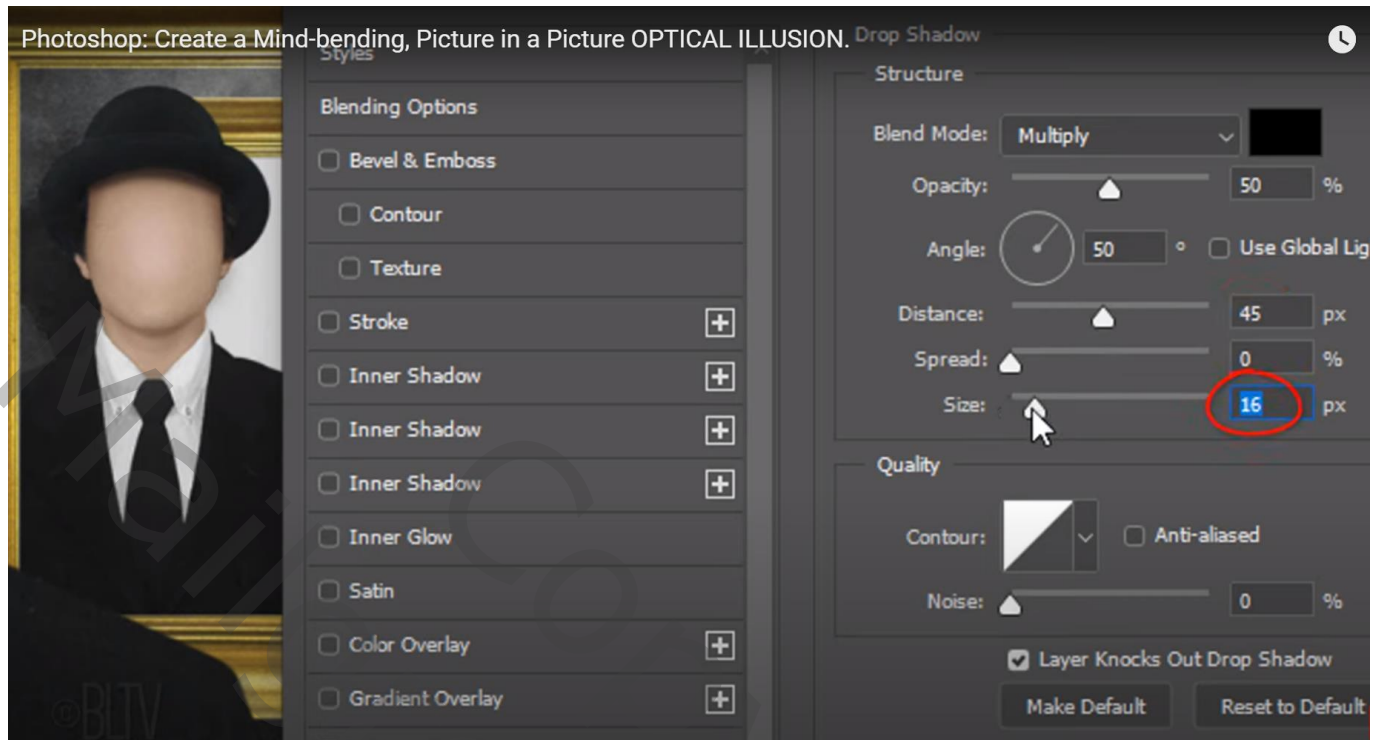 Photoshop: Create a Mind-bending, Picture in a Picture OPTICAL ILLUSION.
Styles
Blending Options
Bevel & Emboss
Contour
Texture
Stroke
Inner Shadow
Inner Shadow
Inner Shadow
Inner Glow
Satin
Color Overlay
Gradient Overlay
Drop Shadow
Structure
Blend Mode: Multiply
Opacity: 50 %
Angle: 50 ° Use Global Lig
Distance: 45 px
Spread: 0 %
Size: 16 px
Quality
Contour: Anti-aliased
Noise: 0 %
Layer Knocks Out Drop Shadow
Make Default Reset to Default
©BLTV